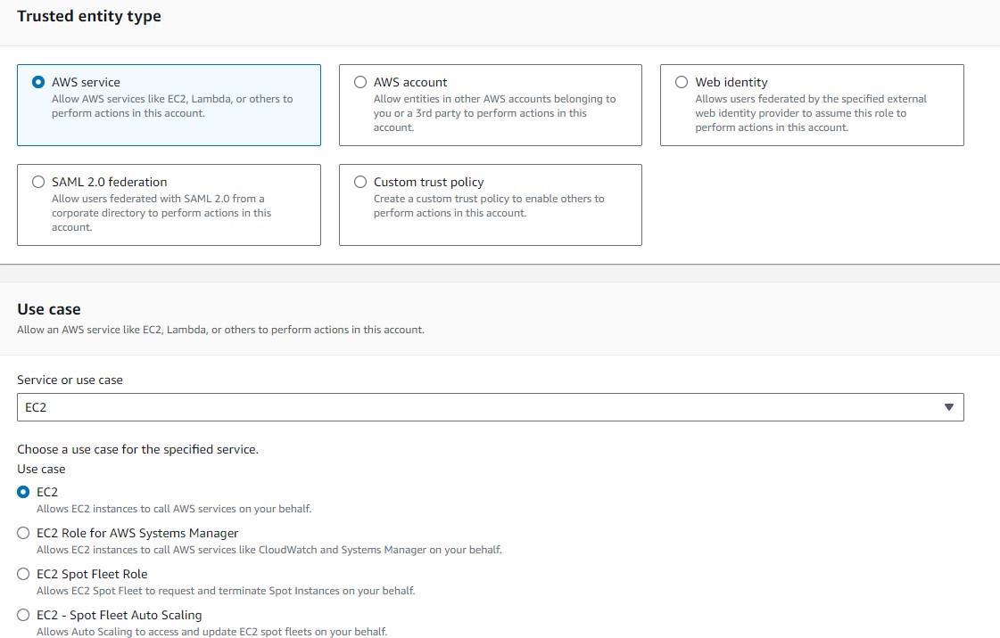 Trusted entity type
AWS service
Allow AWS services like EC2, Lambda, or others to
perform actions in this account.
AWS account
Allow entities in other AWS accounts belonging to
you or a 3rd party to perform actions in this
account.
Web identity
Allows users federated by the specified external
web identity provider to assume this role to
perform actions in this account.
SAML 2.0 federation
Allow users federated with SAML 2.0 from a
corporate directory to perform actions in this
account.
Custom trust policy
Create a custom trust policy to enable others to
perform actions in this account.
Use case
Allow an AWS service like EC2, Lambda, or others to perform actions in this account.
Service or use case
EC2
Choose a use case for the specified service.
Use case
EC2
Allows EC2 instances to call AWS services on your behalf.
EC2 Role for AWS Systems Manager
Allows EC2 instances to call AWS services like CloudWatch and Systems Manager on your behalf.
EC2 Spot Fleet Role
Allows EC2 Spot Fleet to request and terminate Spot Instances on your behalf.
EC2 - Spot Fleet Auto Scaling
Allows Auto Scaling to access and update EC2 spot fleets on your behalf.